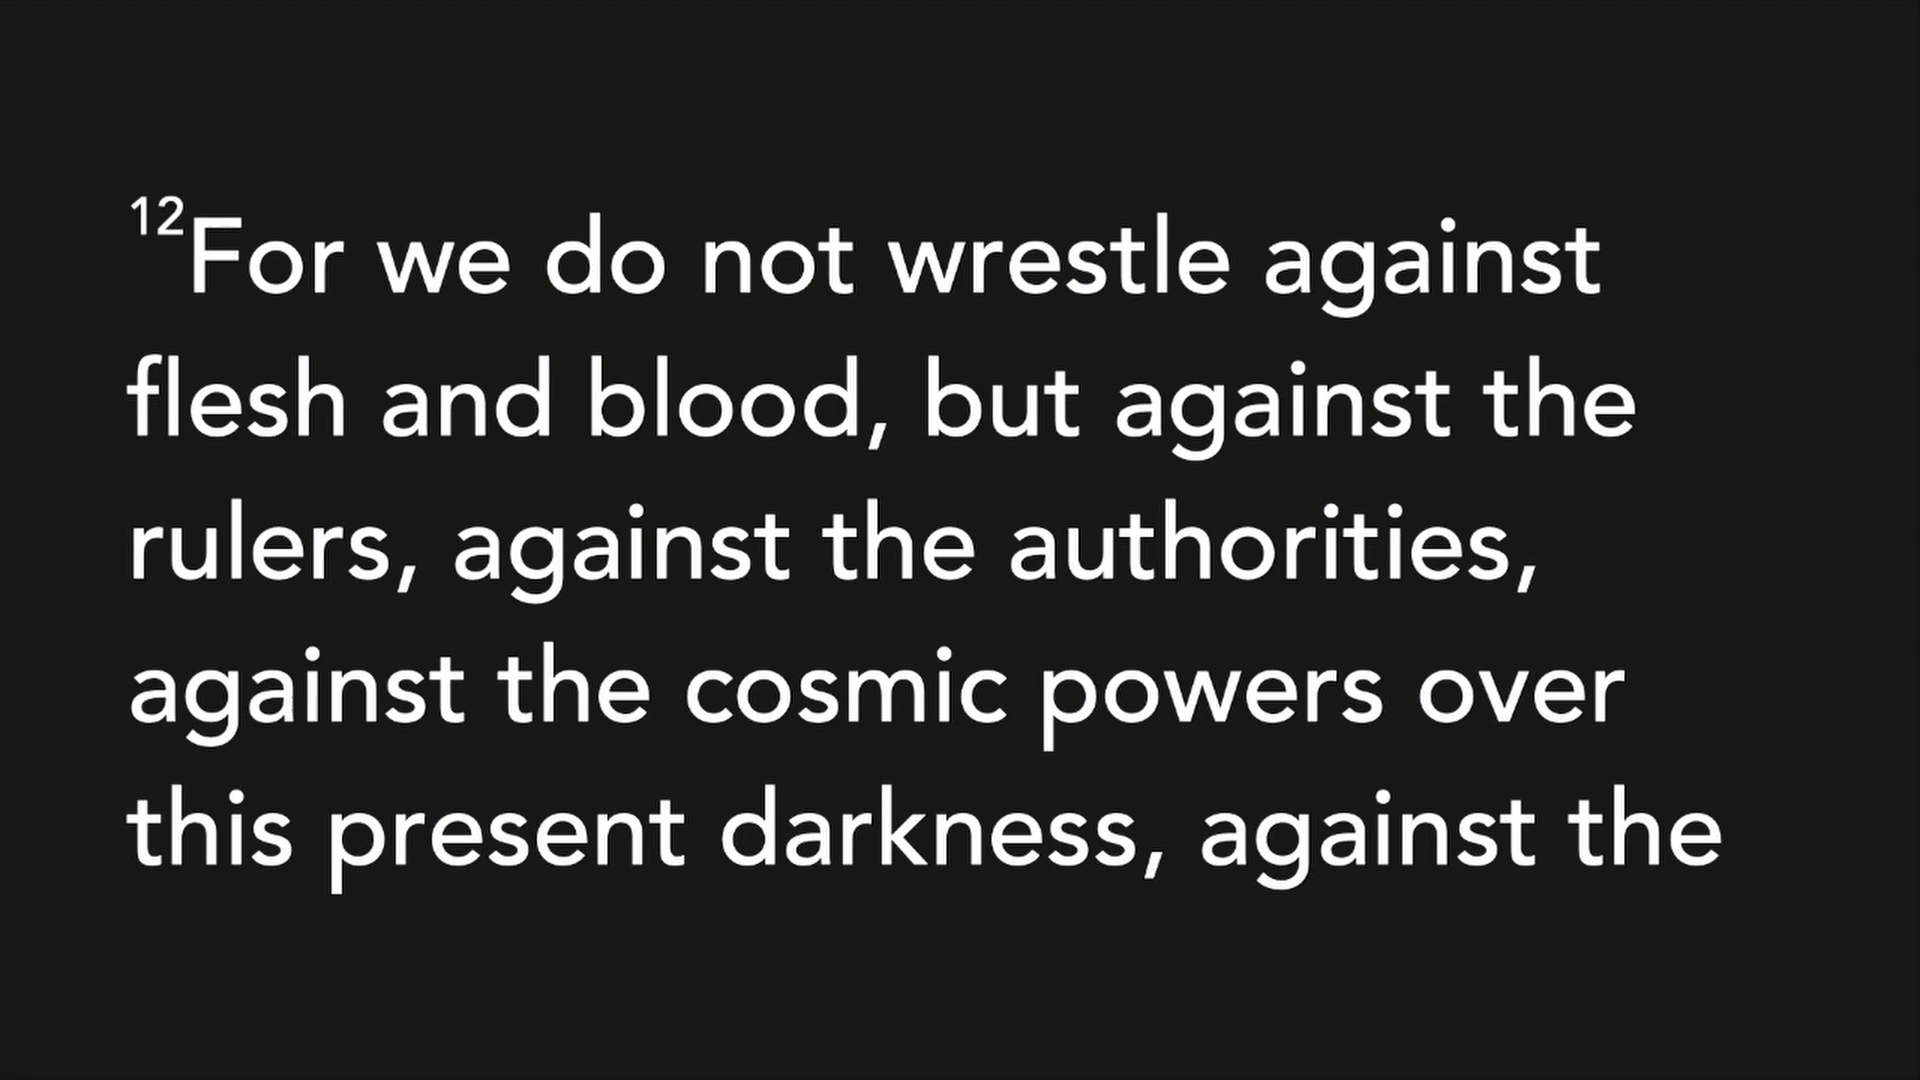 12For we do not wrestle against
flesh and blood, but against the
rulers, against the authorities,
against the cosmic powers over
this present darkness, against the